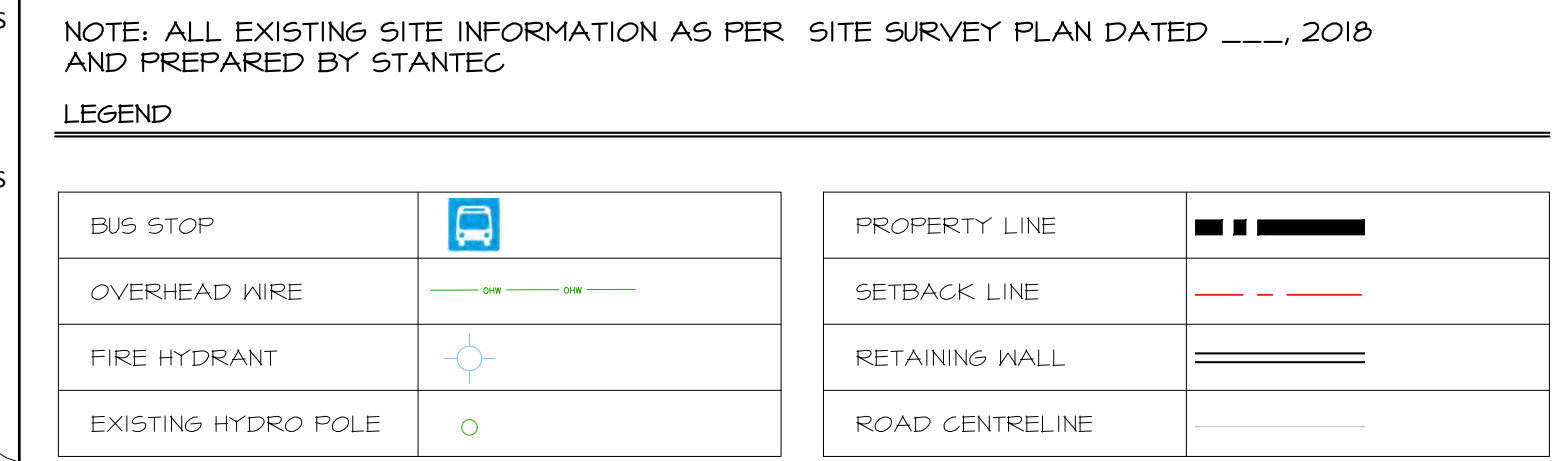 NOTE: ALL EXISTING SITE INFORMATION AS PER SITE SURVEY PLAN DATED ___, 2018
AND PREPARED BY STANTEC
LEGEND
BUS STOP
OVERHEAD WIRE
OHW OHW
FIRE HYDRANT
EXISTING HYDRO POLE
PROPERTY LINE
SETBACK LINE
RETAINING WALL
ROAD CENTRELINE